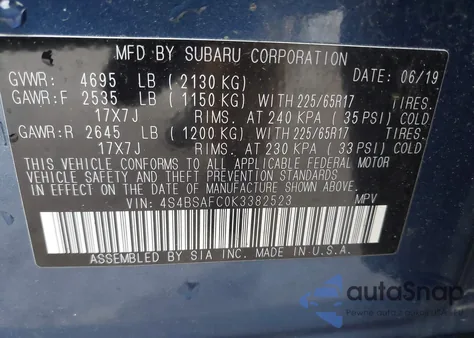 MFD BY SUBARU CORPORATION
GVWR: 4695 LB (2130 KG) DATE: 06/19
GAWR:F 2535 LB (1150 KG) WITH 225/65R17 TIRES.
17X7J RIMS. AT 240 KPA (35 PSI) COLD
GAWR:R 2645 LB (1200 KG) WITH 225/65R17 TIRES.
17X7J RIMS. AT 230 KPA (33 PSI) COLD
THIS VEHICLE CONFORMS TO ALL APPLICABLE FEDERAL MOTOR
VEHICLE SAFETY AND THEFT PREVENTION STANDARDS IN EFFECT
ON THE DATE OF MANUFACTURE SHOWN ABOVE.
VIN: 4S4BSAFC0K3382523 MPV
ASSEMBLED BY SIA INC. MADE IN U.S.A.
autoSnap